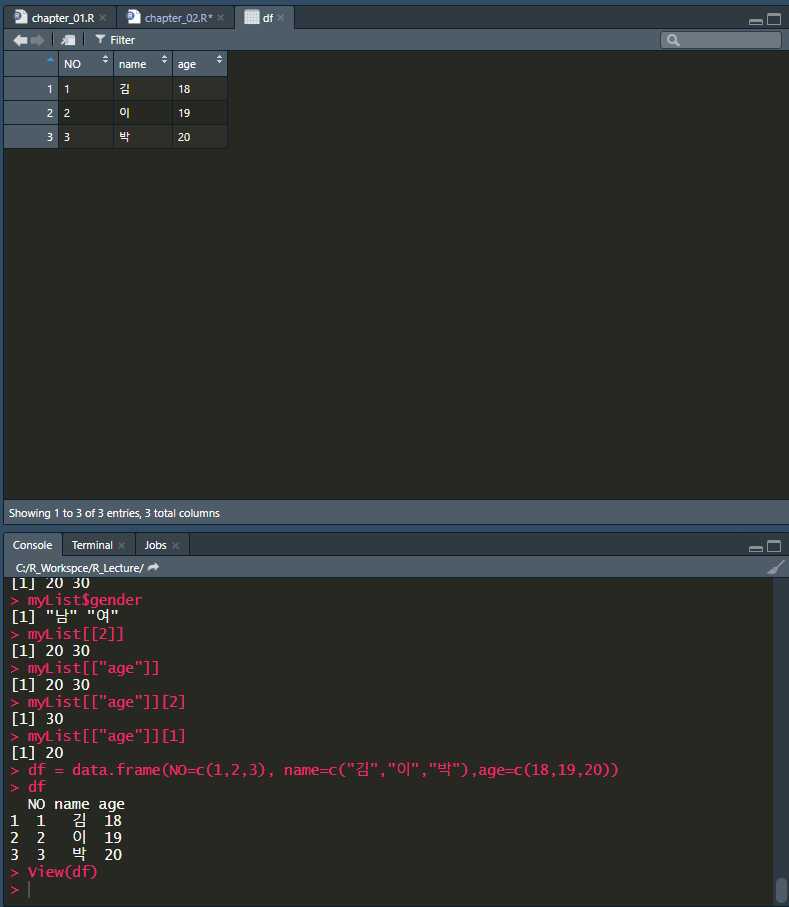 chapter_01.R chapter_02.R* df
Filter
NO name age
1 1 김 18
2 2 이 19
3 3 박 20
Showing 1 to 3 of 3 entries, 3 total columns
Console Terminal Jobs
C:/R_Workspce/R_Lecture/
[1] 20 30
> myList$gender
[1] "남" "여"
> myList[[2]]
[1] 20 30
> myList[["age"]]
[1] 20 30
> myList[["age"]][2]
[1] 30
> myList[["age"]][1]
[1] 20
> df = data.frame(NO=c(1,2,3), name=c("김","이","박"),age=c(18,19,20))
> df
  NO name age
1  1   김  18
2  2   이  19
3  3   박  20
> View(df)
>